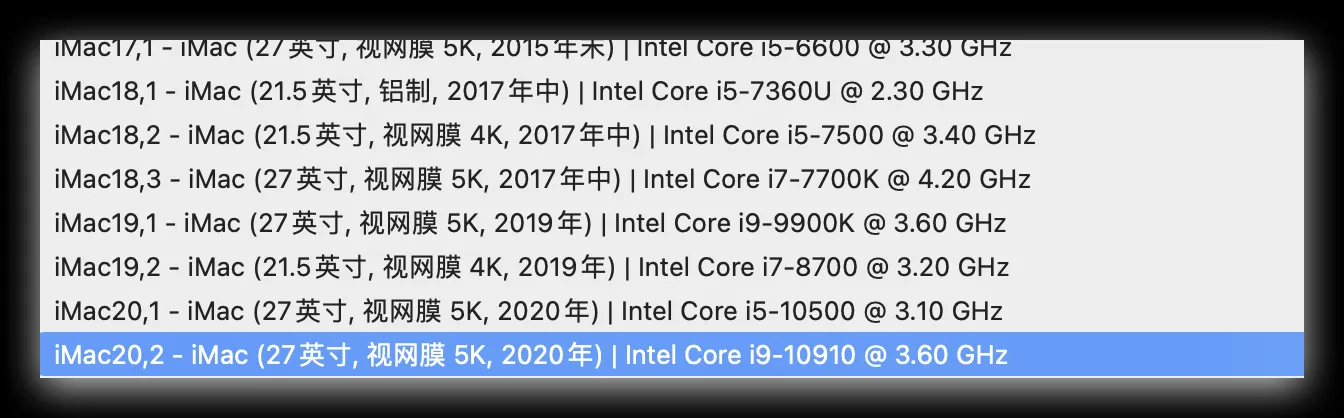 iMac17,1 - iMac (27英寸, 视网膜 5K, 2015年末) | Intel Core i5-6600 @ 3.30 GHz
iMac18,1 - iMac (21.5英寸, 铝制, 2017年中) | Intel Core i5-7360U @ 2.30 GHz
iMac18,2 - iMac (21.5英寸, 视网膜 4K, 2017年中) | Intel Core i5-7500 @ 3.40 GHz
iMac18,3 - iMac (27英寸, 视网膜 5K, 2017年中) | Intel Core i7-7700K @ 4.20 GHz
iMac19,1 - iMac (27英寸, 视网膜 5K, 2019年) | Intel Core i9-9900K @ 3.60 GHz
iMac19,2 - iMac (21.5英寸, 视网膜 4K, 2019年) | Intel Core i7-8700 @ 3.20 GHz
iMac20,1 - iMac (27英寸, 视网膜 5K, 2020年) | Intel Core i5-10500 @ 3.10 GHz
iMac20,2 - iMac (27英寸, 视网膜 5K, 2020年) | Intel Core i9-10910 @ 3.60 GHz